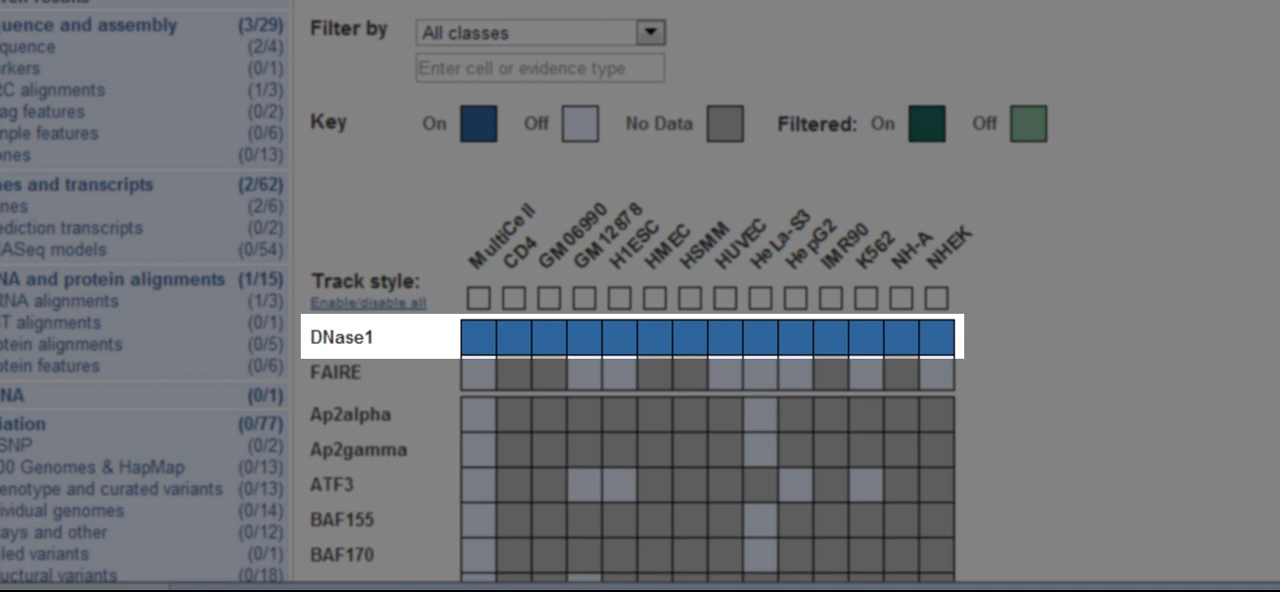 uence and assembly (3/29)
quence (2/4)
rkers (0/1)
RC alignments (1/3)
ag features (0/2)
mple features (0/6)
ones (0/13)
nes and transcripts (2/62)
nes (2/6)
ediction transcripts (0/2)
NASeq models (0/54)
NA and protein alignments (1/15)
RNA alignments (1/3)
T alignments (0/1)
otein alignments (0/5)
otein features (0/6)
NA (0/1)
iation (0/77)
SNP (0/2)
00 Genomes & HapMap (0/13)
enotype and curated variants (0/13)
ividual genomes (0/14)
ays and other (0/12)
led variants (0/1)
uctural variants (0/18)
Filter by All classes
Enter cell or evidence type
Key On Off No Data Filtered: On Off
MultiCell
CD4
GM06990
GM12878
H1ESC
HMEC
HSMM
HUVEC
HeLa-S3
HepG2
IMR90
K562
NH-A
NHEK
Track style:
Enable/disable all
DNase1
FAIRE
Ap2alpha
Ap2gamma
ATF3
BAF155
BAF170